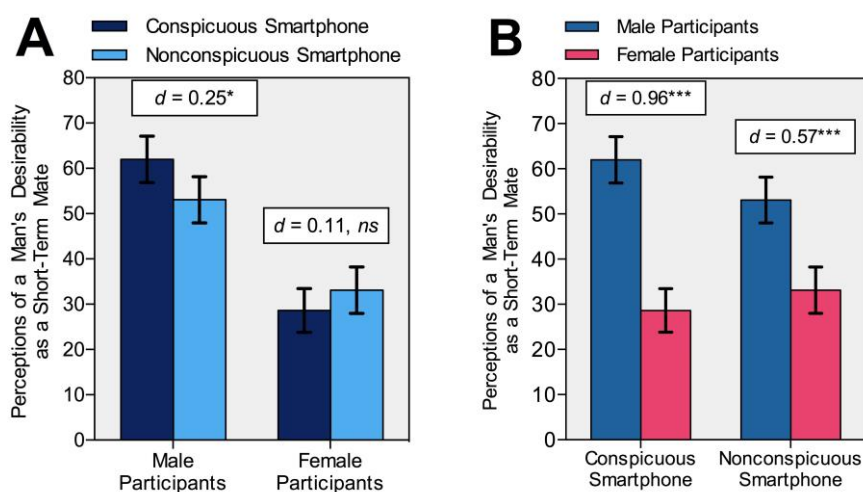 A
Conspicuous Smartphone
Nonconspicuous Smartphone
Perceptions of a Man's Desirability
as a Short-Term Mate
80
70
60
50
40
30
20
10
0
d = 0.25*
d = 0.11, ns
Male
Participants
Female
Participants
B
Male Participants
Female Participants
Perceptions of a Man's Desirability
as a Short-Term Mate
80
70
60
50
40
30
20
10
0
d = 0.96***
d = 0.57***
Conspicuous
Smartphone
Nonconspicuous
Smartphone